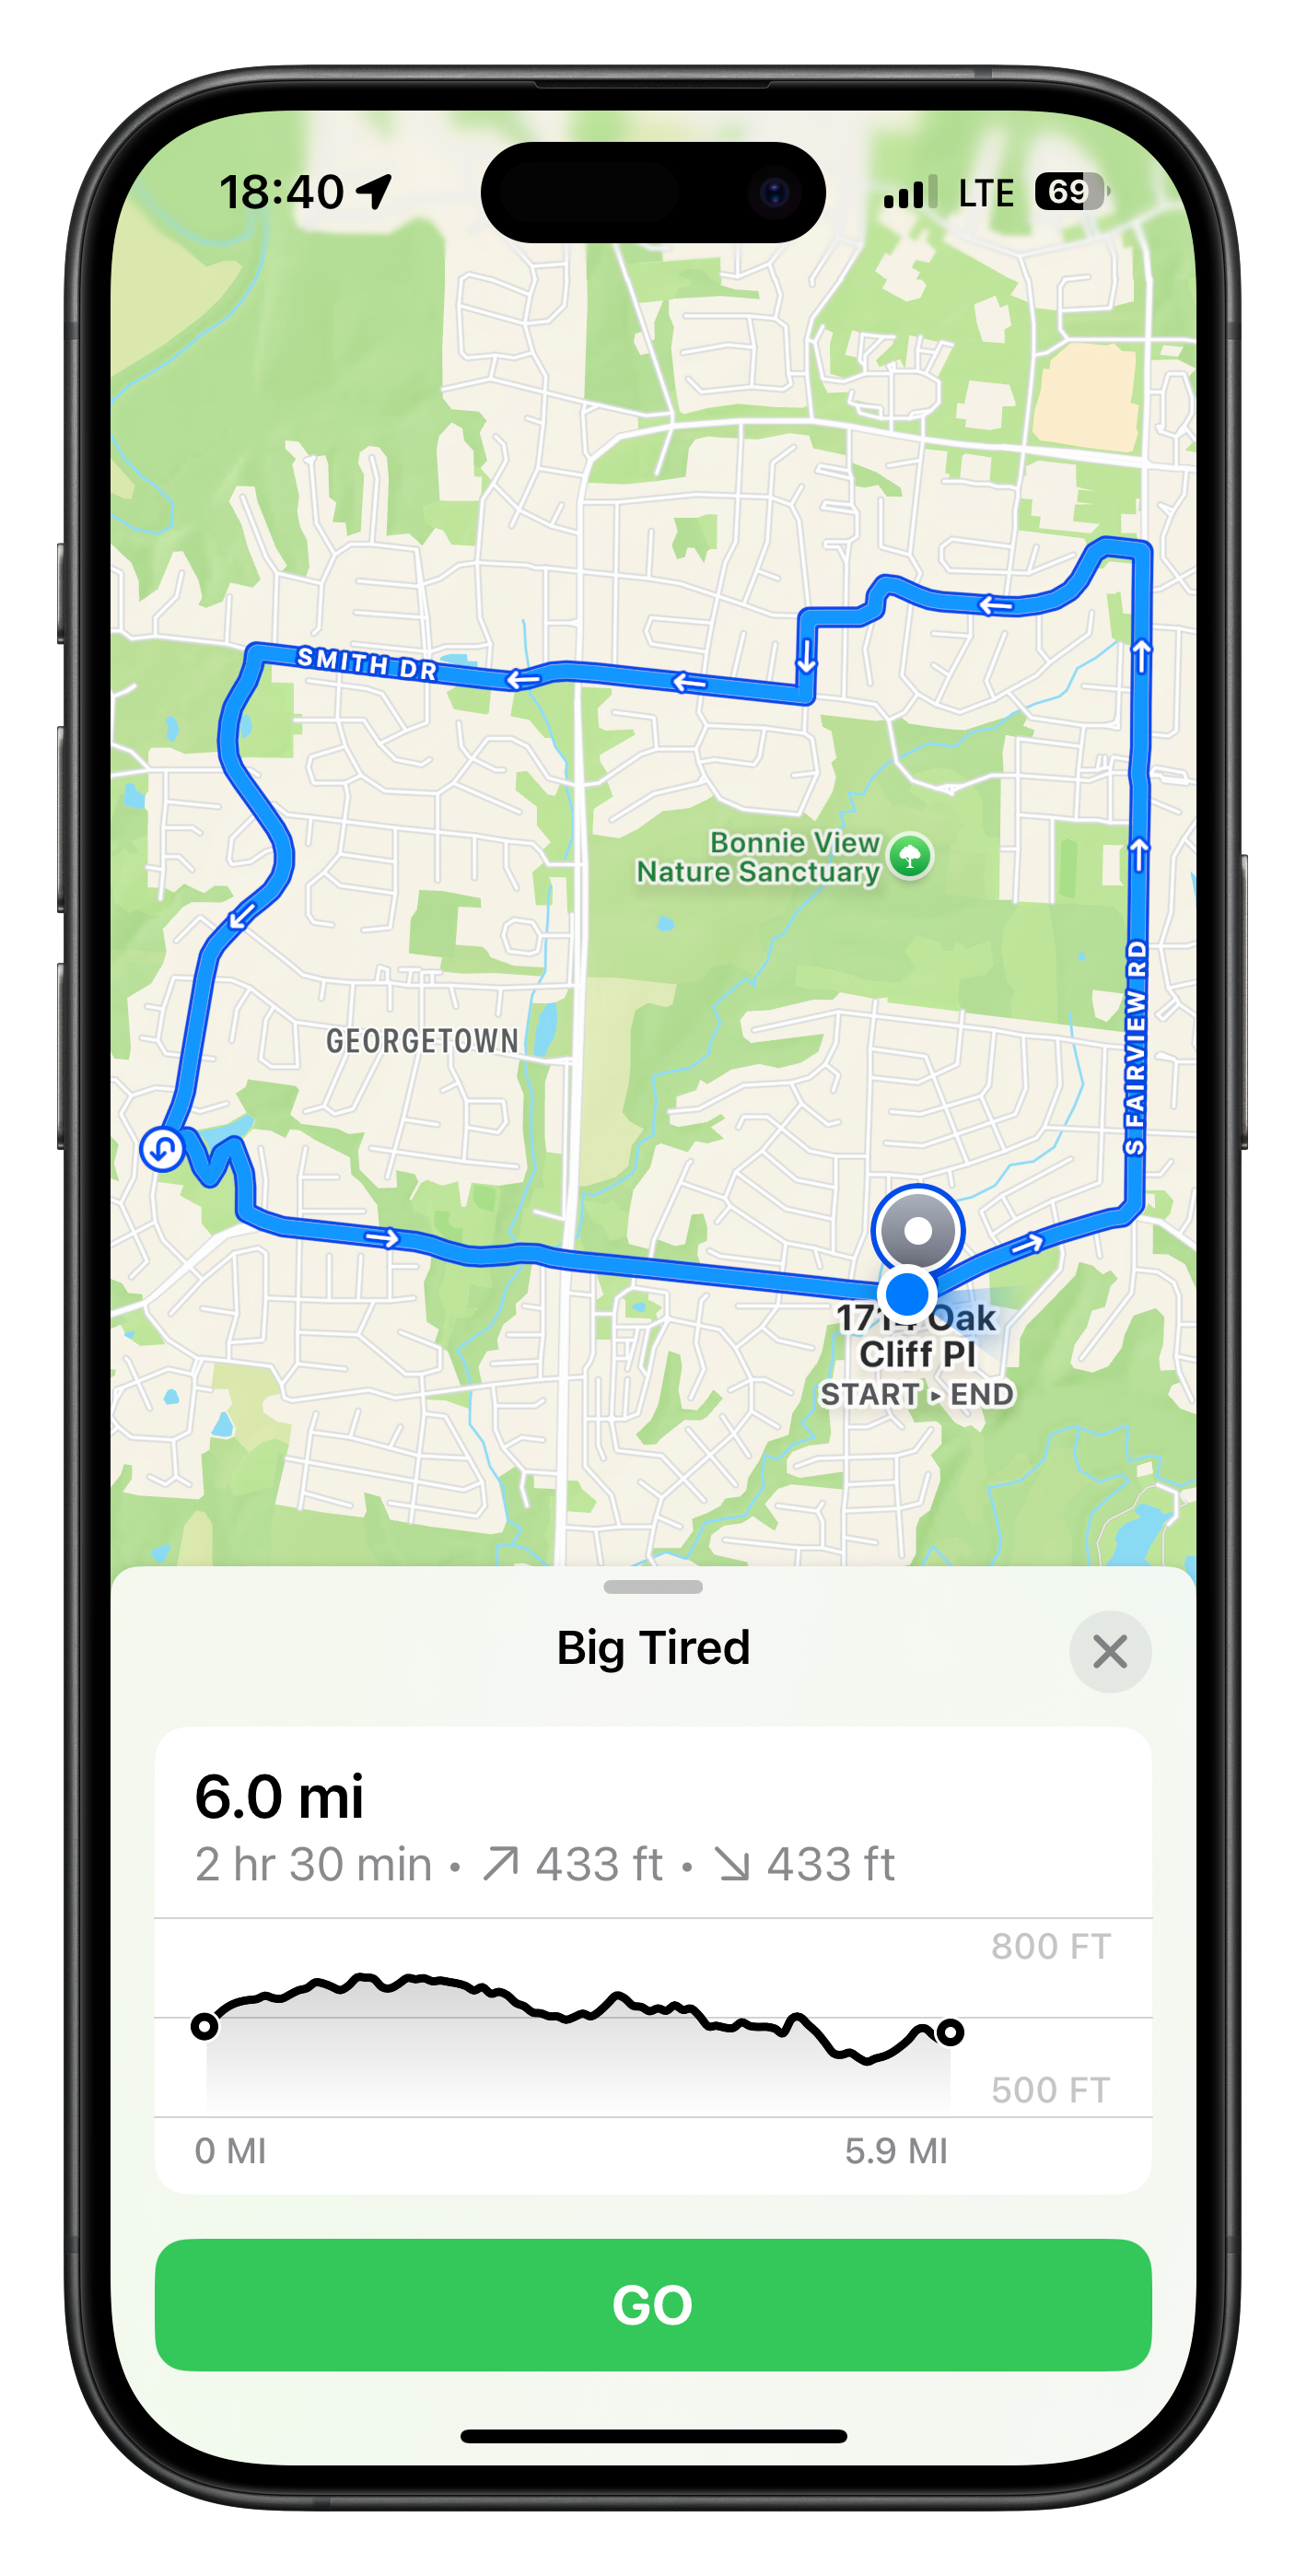 18:40
LTE
69
SMITH DR
Bonnie View
Nature Sanctuary
S FAIRVIEW RD
GEORGETOWN
1714 Oak
Cliff Pl
START ▸ END
Big Tired
6.0 mi
2 hr 30 min • ↗ 433 ft • ↘ 433 ft
800 FT
500 FT
0 MI
5.9 MI
GO